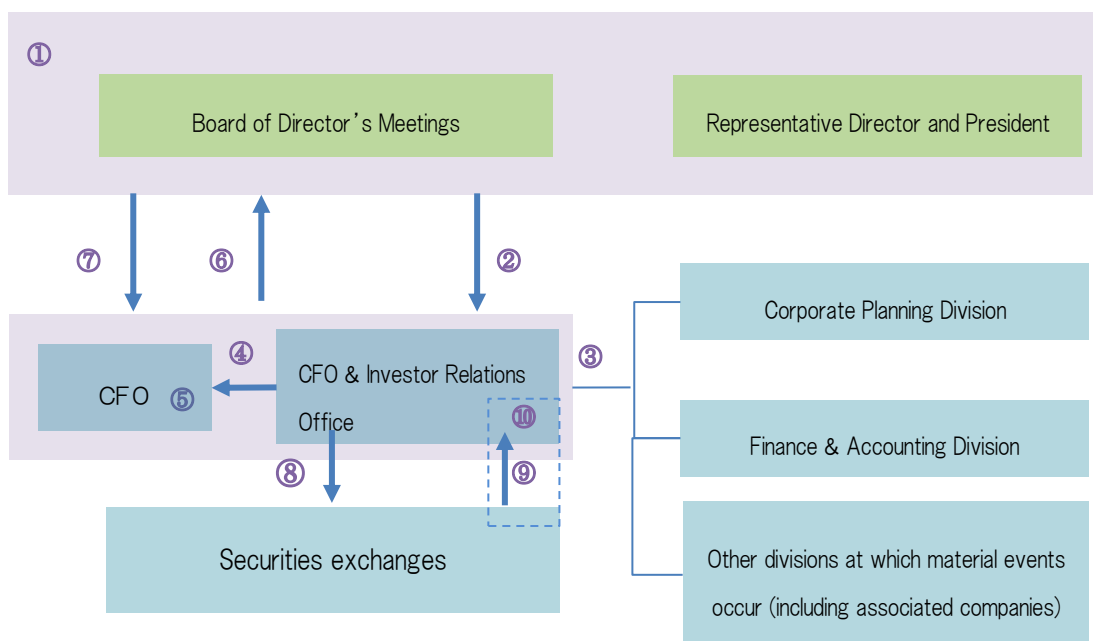 ①
Board of Director’s Meetings
Representative Director and President
⑦
⑥
②
Corporate Planning Division
③
④
CFO & Investor Relations
Office
CFO
⑤
⑩
Finance & Accounting Division
⑧
⑨
Securities exchanges
Other divisions at which material events
occur (including associated companies)